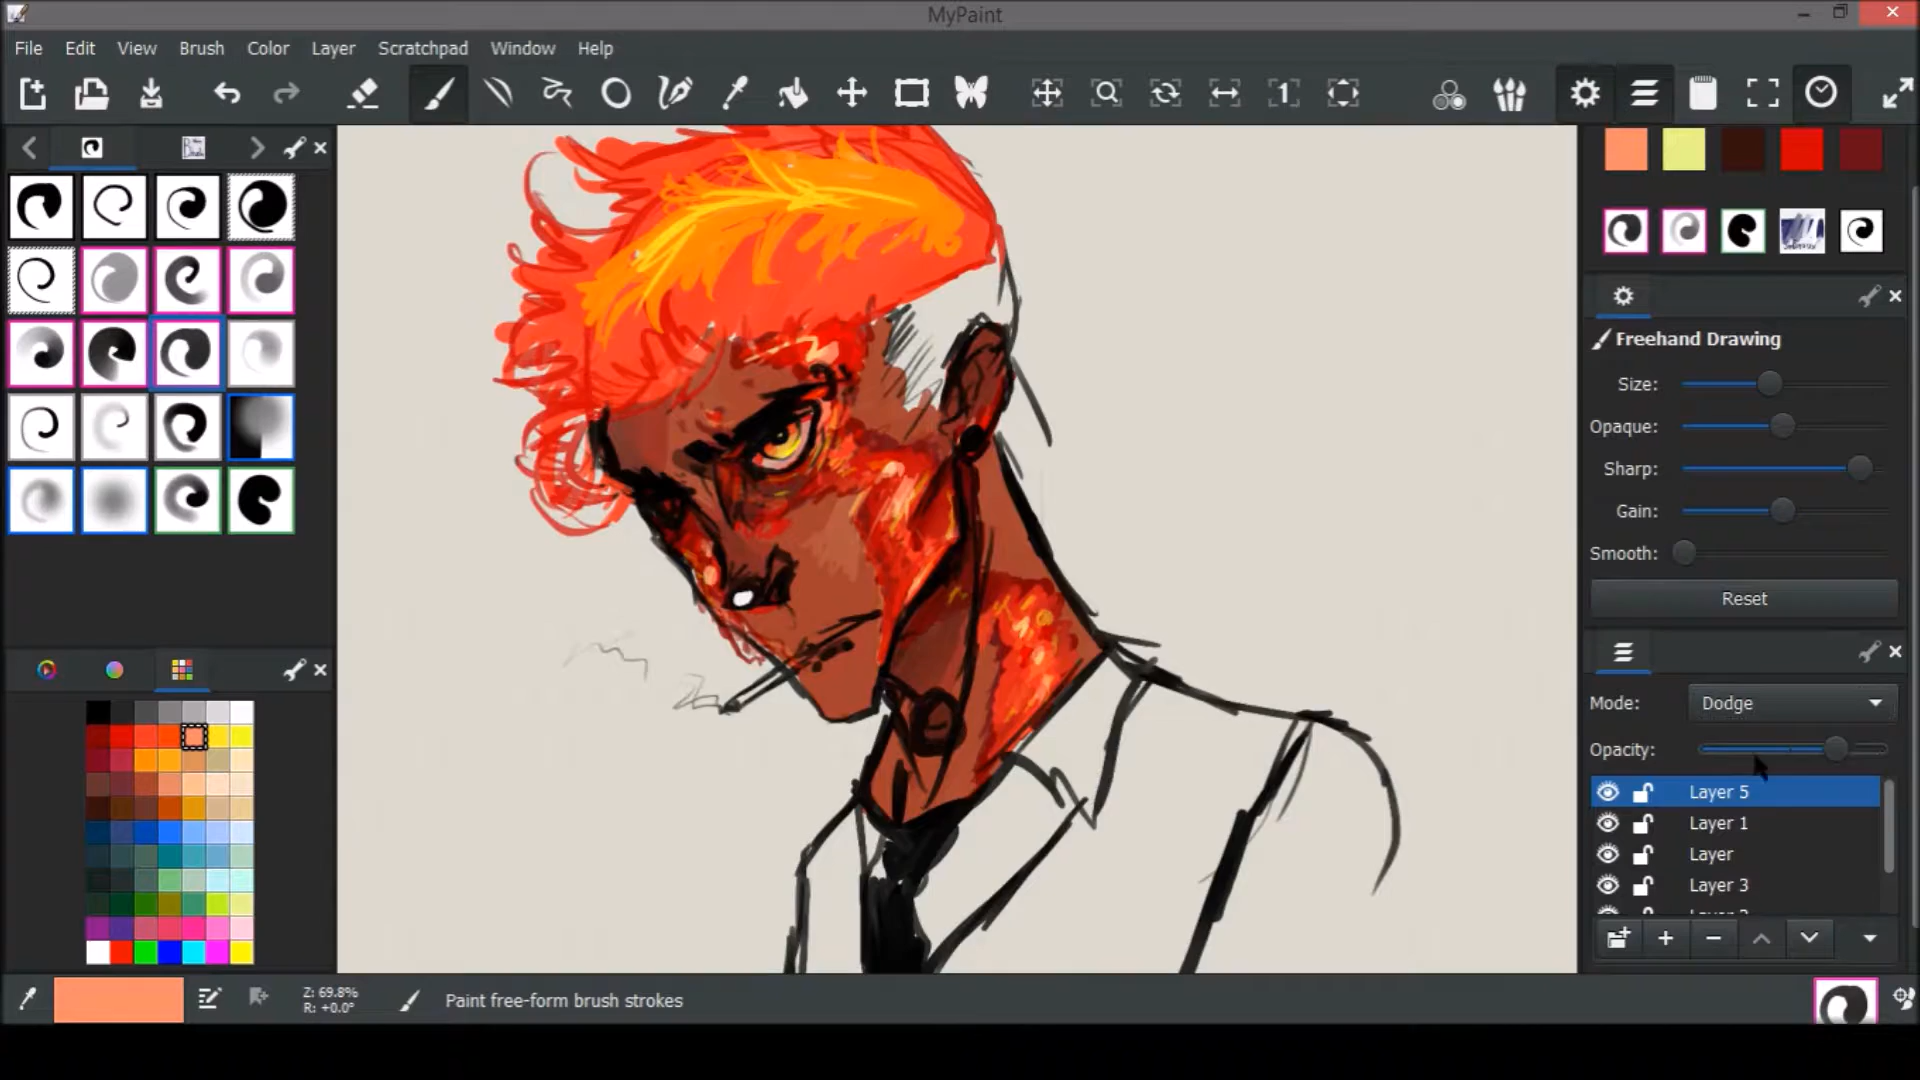 MyPaint
File Edit View Brush Color Layer Scratchpad Window Help
1
Freehand Drawing
Size:
Opaque:
Sharp:
Gain:
Smooth:
Reset
Mode: Dodge
Opacity:
Layer 5
Layer 1
Layer
Layer 3
Z: 69.8%
R: +0.0°
Paint free-form brush strokes